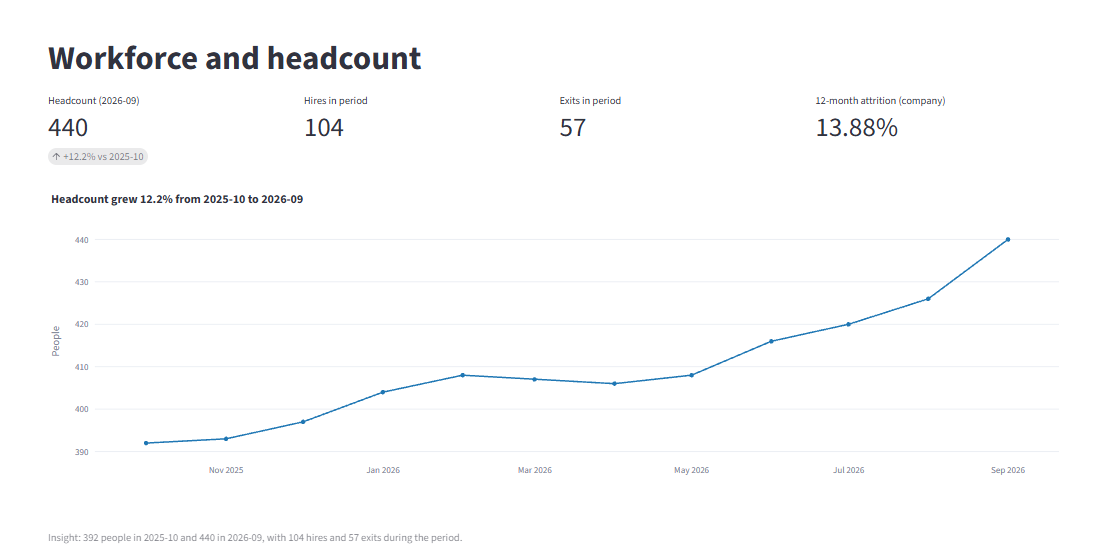 Workforce and headcount
Headcount (2026-09)
440
↑ +12.2% vs 2025-10
Hires in period
104
Exits in period
57
12-month attrition (company)
13.88%
Headcount grew 12.2% from 2025-10 to 2026-09
People
440
430
420
410
400
390
Nov 2025
Jan 2026
Mar 2026
May 2026
Jul 2026
Sep 2026
Insight: 392 people in 2025-10 and 440 in 2026-09, with 104 hires and 57 exits during the period.